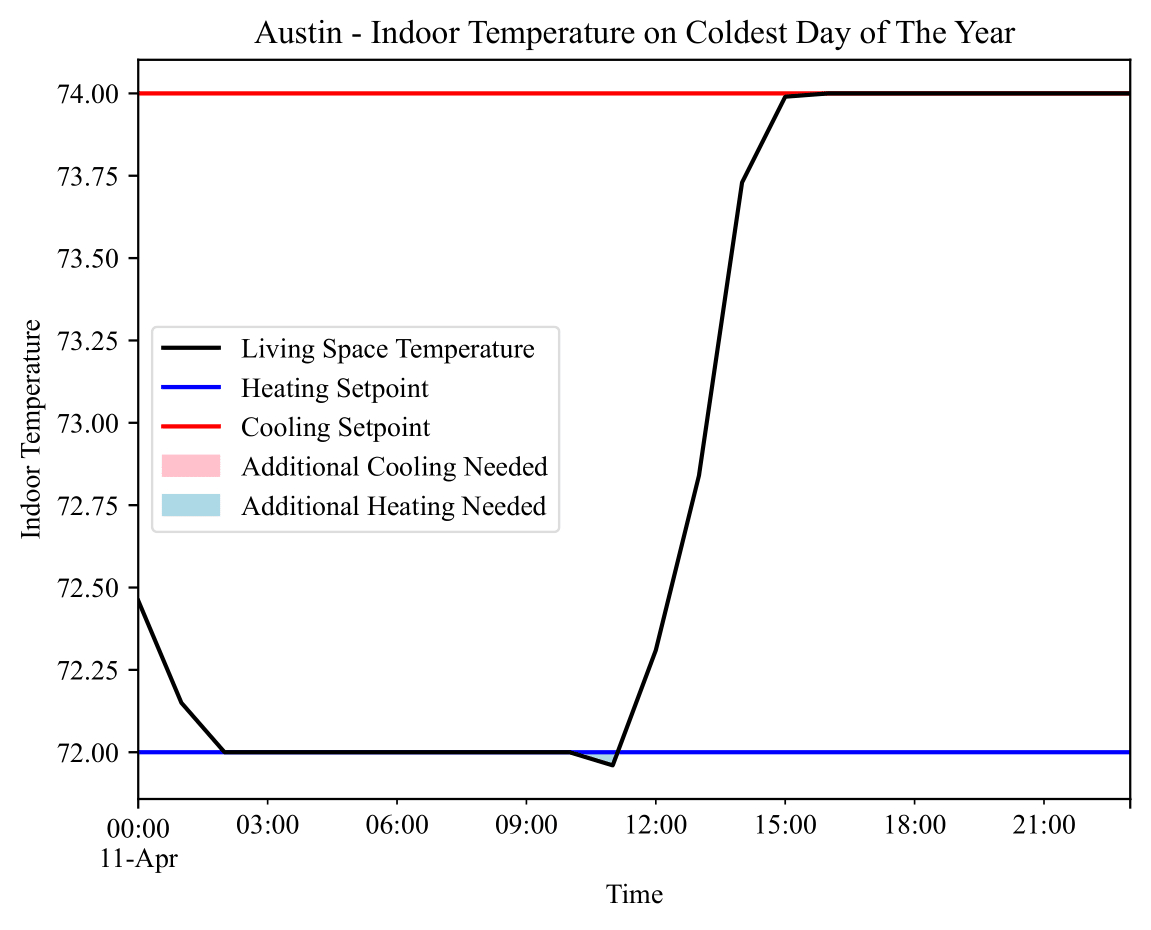 Austin - Indoor Temperature on Coldest Day of The Year
74.00
73.75
73.50
73.25
73.00
72.75
72.50
72.25
72.00
Indoor Temperature
Living Space Temperature
Heating Setpoint
Cooling Setpoint
Additional Cooling Needed
Additional Heating Needed
00:00 03:00 06:00 09:00 12:00 15:00 18:00 21:00
11-Apr
Time